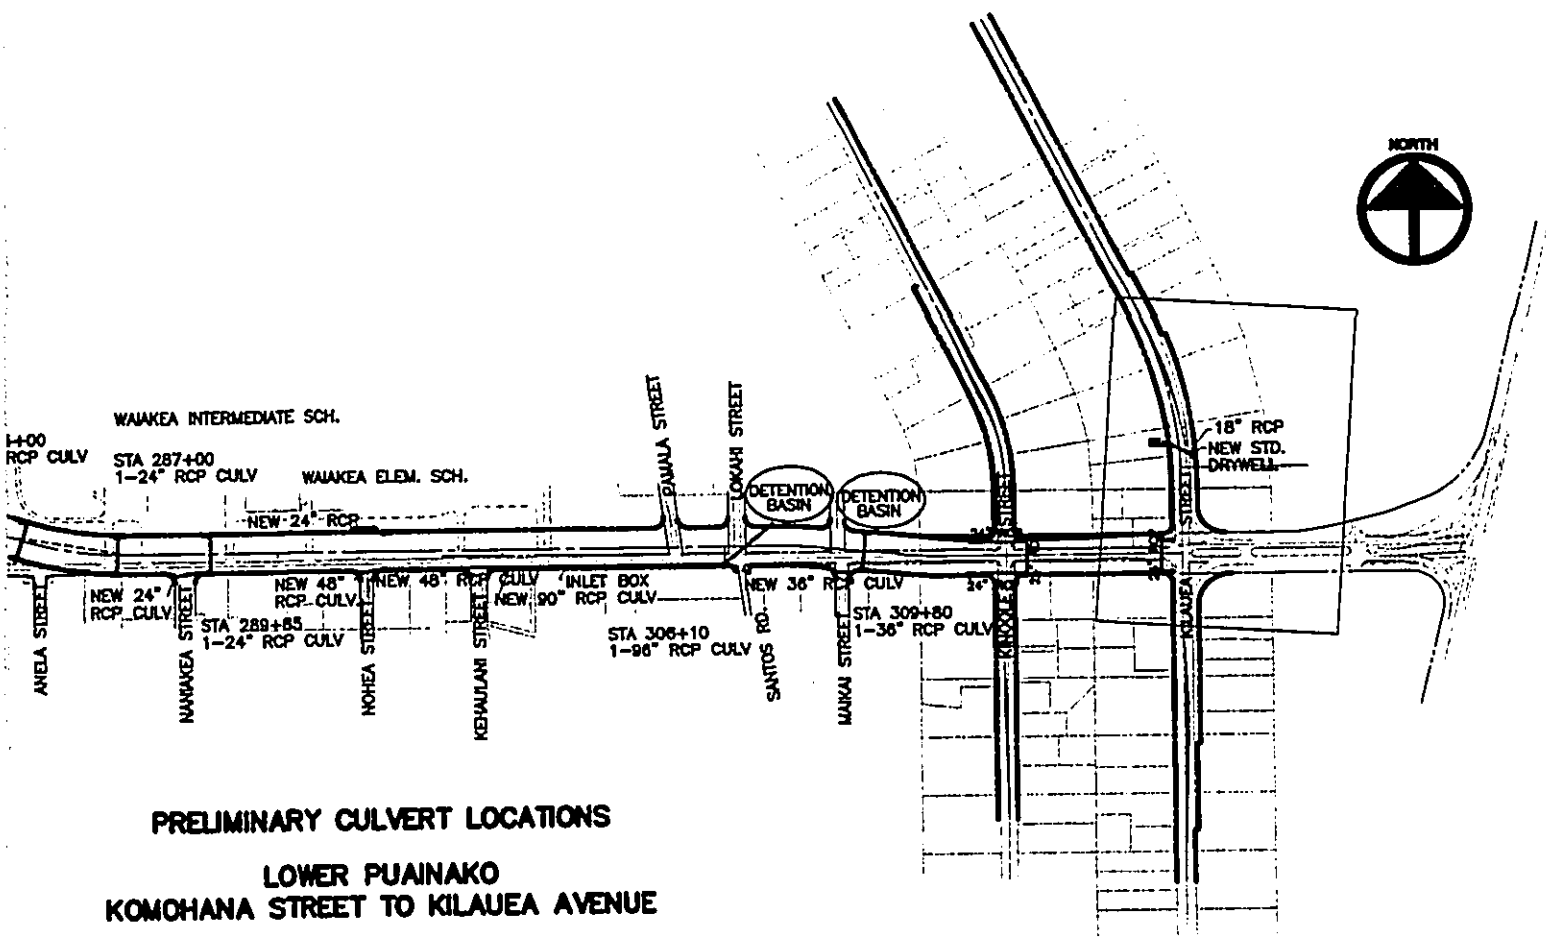 NORTH
WAIAKEA INTERMEDIATE SCH.
+00
RCP CULV
STA 287+00
1-24" RCP CULV
WAIAKEA ELEM. SCH.
NEW 24" RCP
PAMALA STREET
LOKAHI STREET
DETENTION
BASIN
DETENTION
BASIN
18" RCP
NEW STD.
DRYWELL
24"
STREET
STREET
NEW 24"
RCP CULV
NEW 48"
RCP CULV
NEW 48" RCP CULV
INLET BOX
NEW 90" RCP CULV
NEW 36" RCP CULV
24"
STA 289+85
1-24" RCP CULV
STA 306+10
1-96" RCP CULV
STA 309+80
1-36" RCP CULV
ANELA STREET
NANIAKEA STREET
NOHEA STREET
KEHAULANI STREET
SANTOS RD.
MAIKAI STREET
KINOOLE
KILAUEA
PRELIMINARY CULVERT LOCATIONS
LOWER PUAINAKO
KOMOHANA STREET TO KILAUEA AVENUE